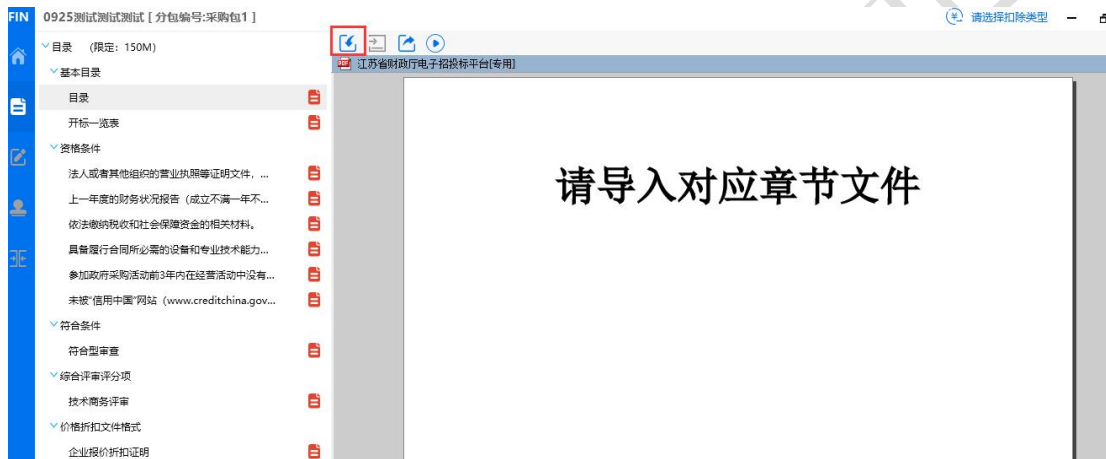 FIN 0925测试测试测试 [ 分包编号:采购包1 ] 请选择扣除类型
目录 (限定: 150M)
江苏省财政厅电子招投标平台[专用]
基本目录
目录
开标一览表
资格条件
法人或者其他组织的营业执照等证明文件，...
上一年度的财务状况报告（成立不满一年不...
依法缴纳税收和社会保障资金的相关材料。
具备履行合同所必需的设备和专业技术能力...
参加政府采购活动前3年内在经营活动中没有...
未被“信用中国”网站（www.creditchina.gov...
符合条件
符合型审查
综合评审评分项
技术商务评审
价格折扣文件格式
企业报价折扣证明
请导入对应章节文件